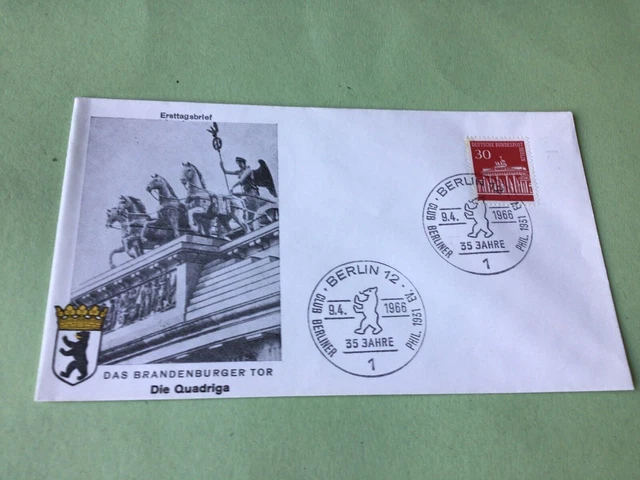 Ersttagsbrief
DEUTSCHE BUNDESPOST
BERLIN
30
BERLIN
9.4. 1966
CLUB BERLINER PHIL. 1931
35 JAHRE
1
BERLIN 12 -
9.4. 1966
CLUB BERLINER PHIL. 1931
35 JAHRE
1
DAS BRANDENBURGER TOR
Die Quadriga